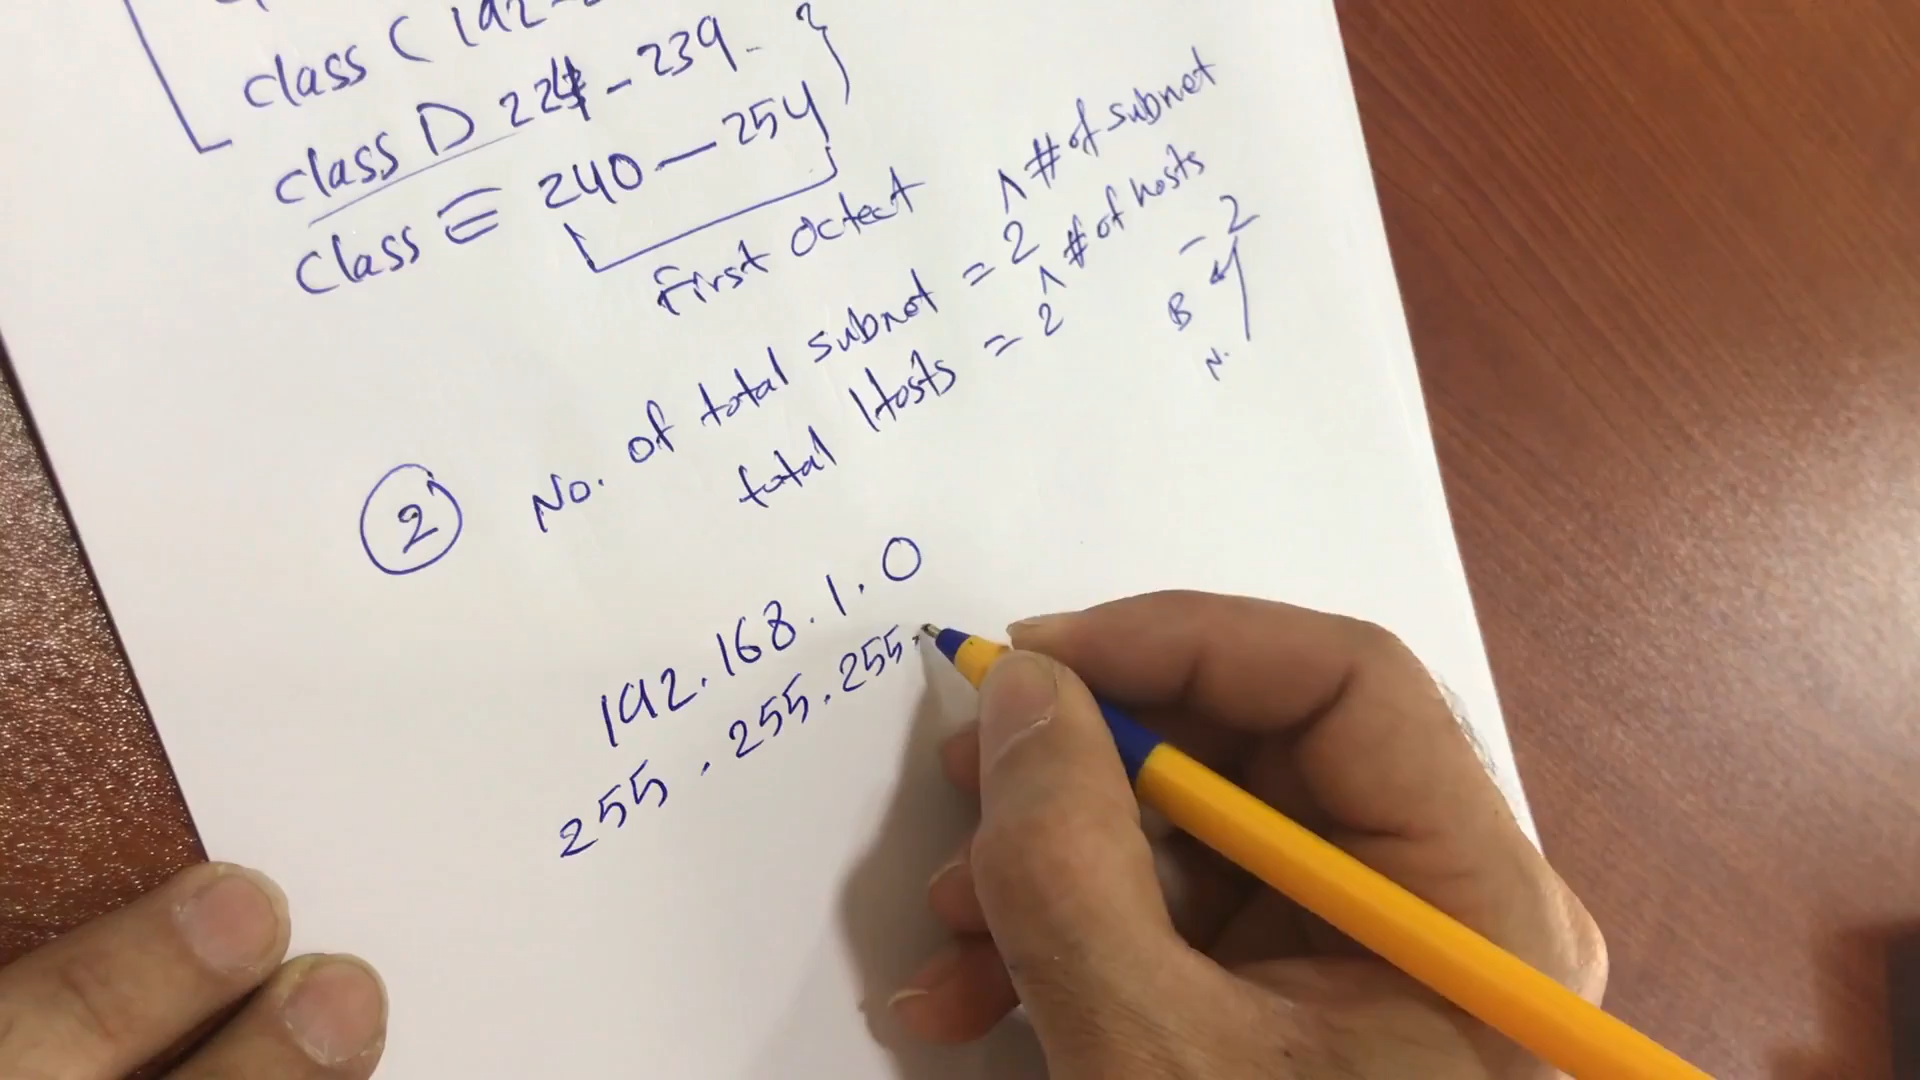 class C 192-
class D 224-239-
class E 240-254
First Octect
No. of total subnet = 2 ^ # of subnet
total Hosts = 2 ^ # of hosts - 2
B
N.
2
192.168.1.0
255.255.255.